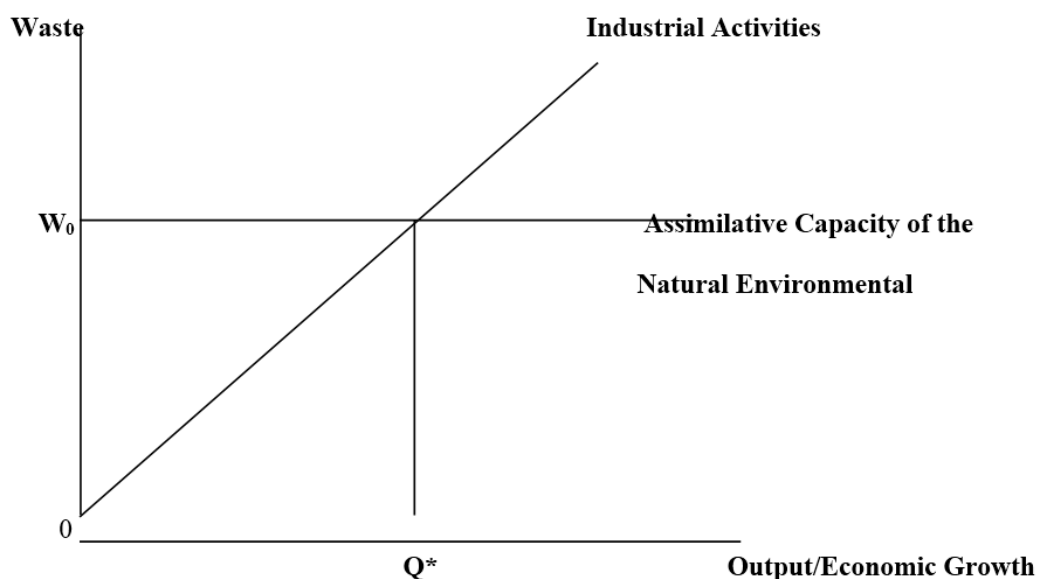 Waste
Industrial Activities
W₀
Assimilative Capacity of the
Natural Environmental
0
Q*
Output/Economic Growth